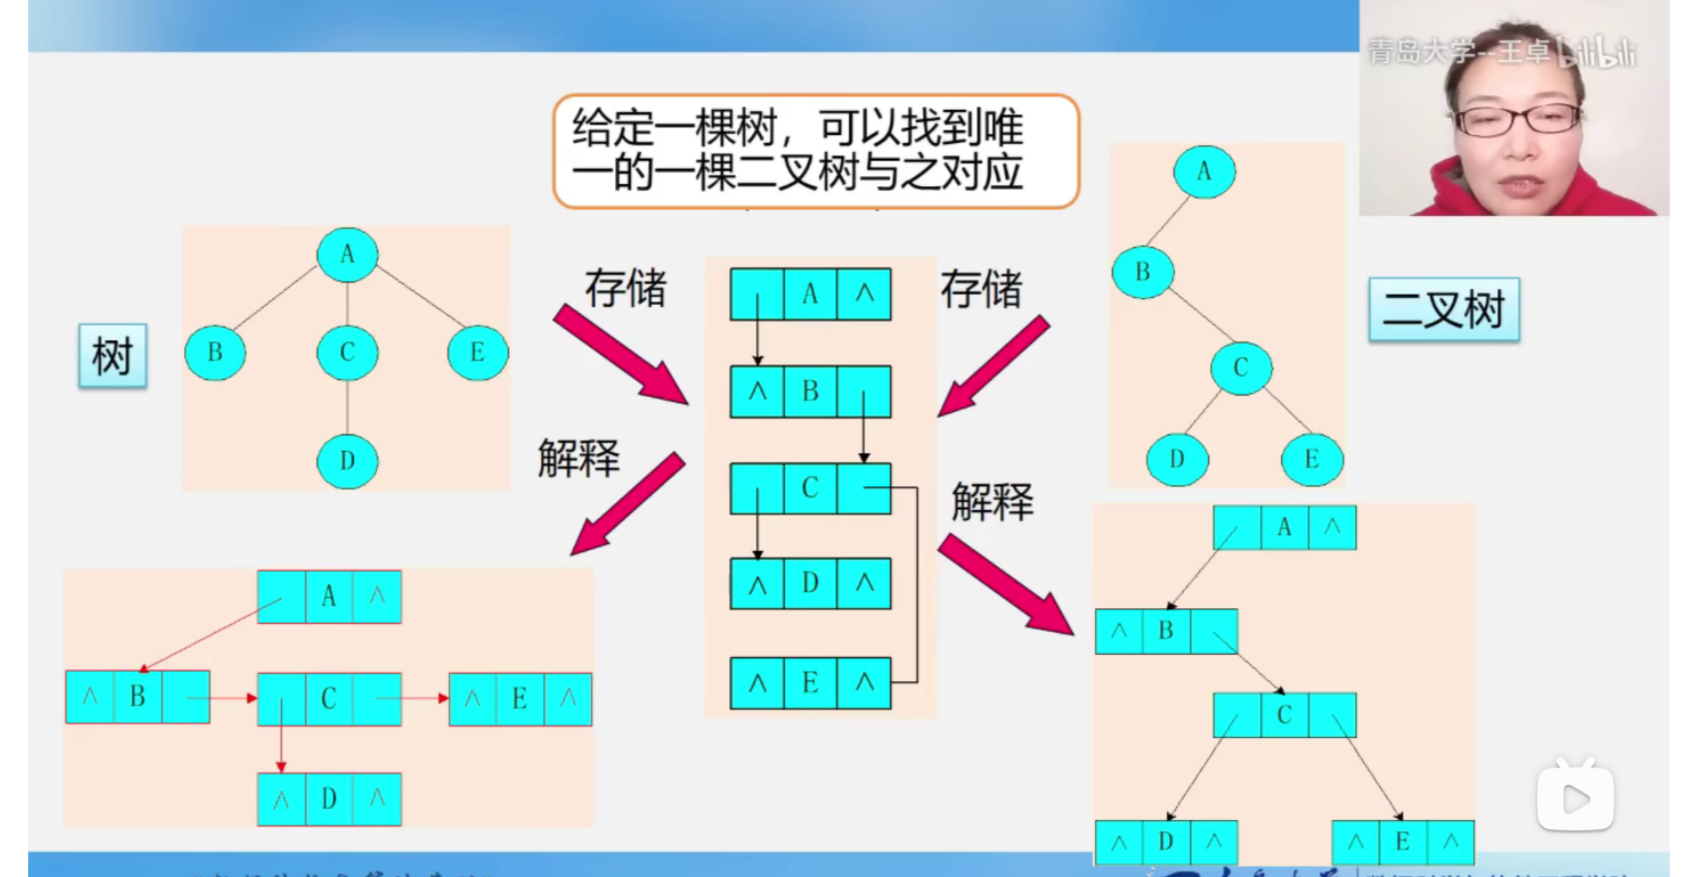 青岛大学--王卓 bilibili
给定一棵树，可以找到唯
一的一棵二叉树与之对应
树
A
B C E
D
存储
存储
解释
解释
A ∧
∧ B
C
∧ D ∧
∧ E ∧
二叉树
A
B
C
D E
A ∧
∧ B
C
∧ E ∧
∧ D ∧
A ∧
∧ B
C
∧ D ∧
∧ E ∧